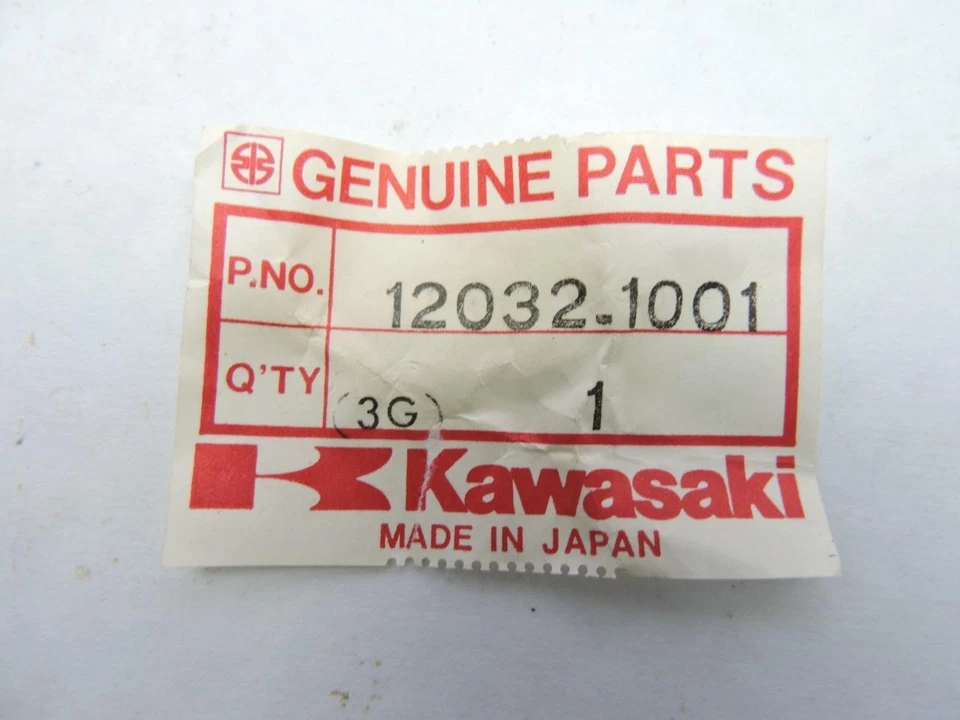 GENUINE PARTS
P.NO. 12032-1001
Q'TY (3G) 1
Kawasaki
MADE IN JAPAN